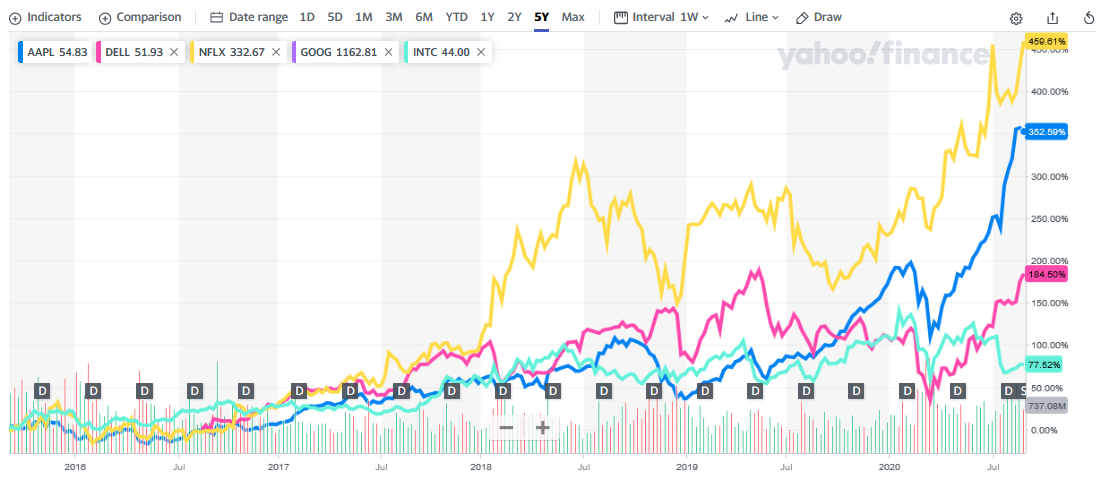 Indicators Comparison Date range 1D 5D 1M 3M 6M YTD 1Y 2Y 5Y Max Interval 1W Line Draw
AAPL 54.83 DELL 51.93 NFLX 332.67 GOOG 1162.81 INTC 44.00
yahoo!finance
459.61%
450.00%
400.00%
352.59%
300.00%
250.00%
200.00%
184.50%
150.00%
100.00%
77.52%
50.00%
737.08M
0.00%
D D D D D D D D D D D D D D D D D D D D S
2016 Jul 2017 Jul 2018 Jul 2019 Jul 2020 Jul